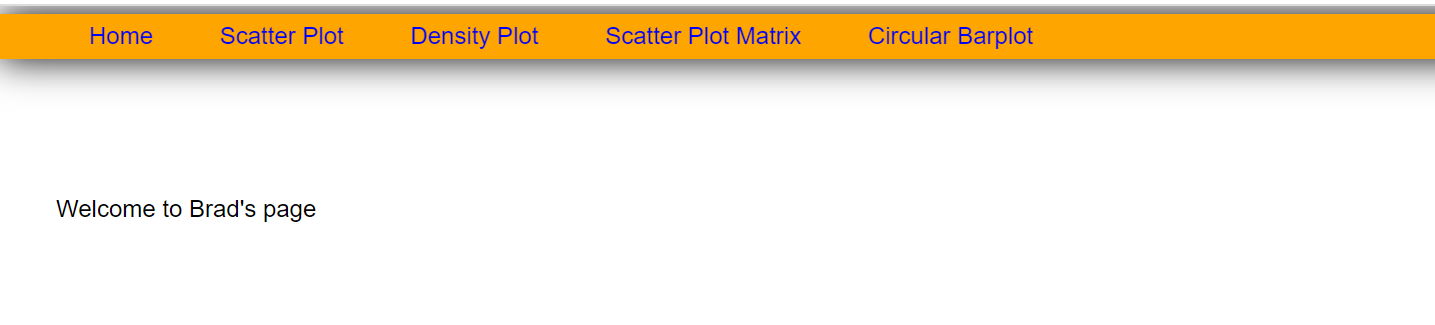 Home Scatter Plot Density Plot Scatter Plot Matrix Circular Barplot
Welcome to Brad's page